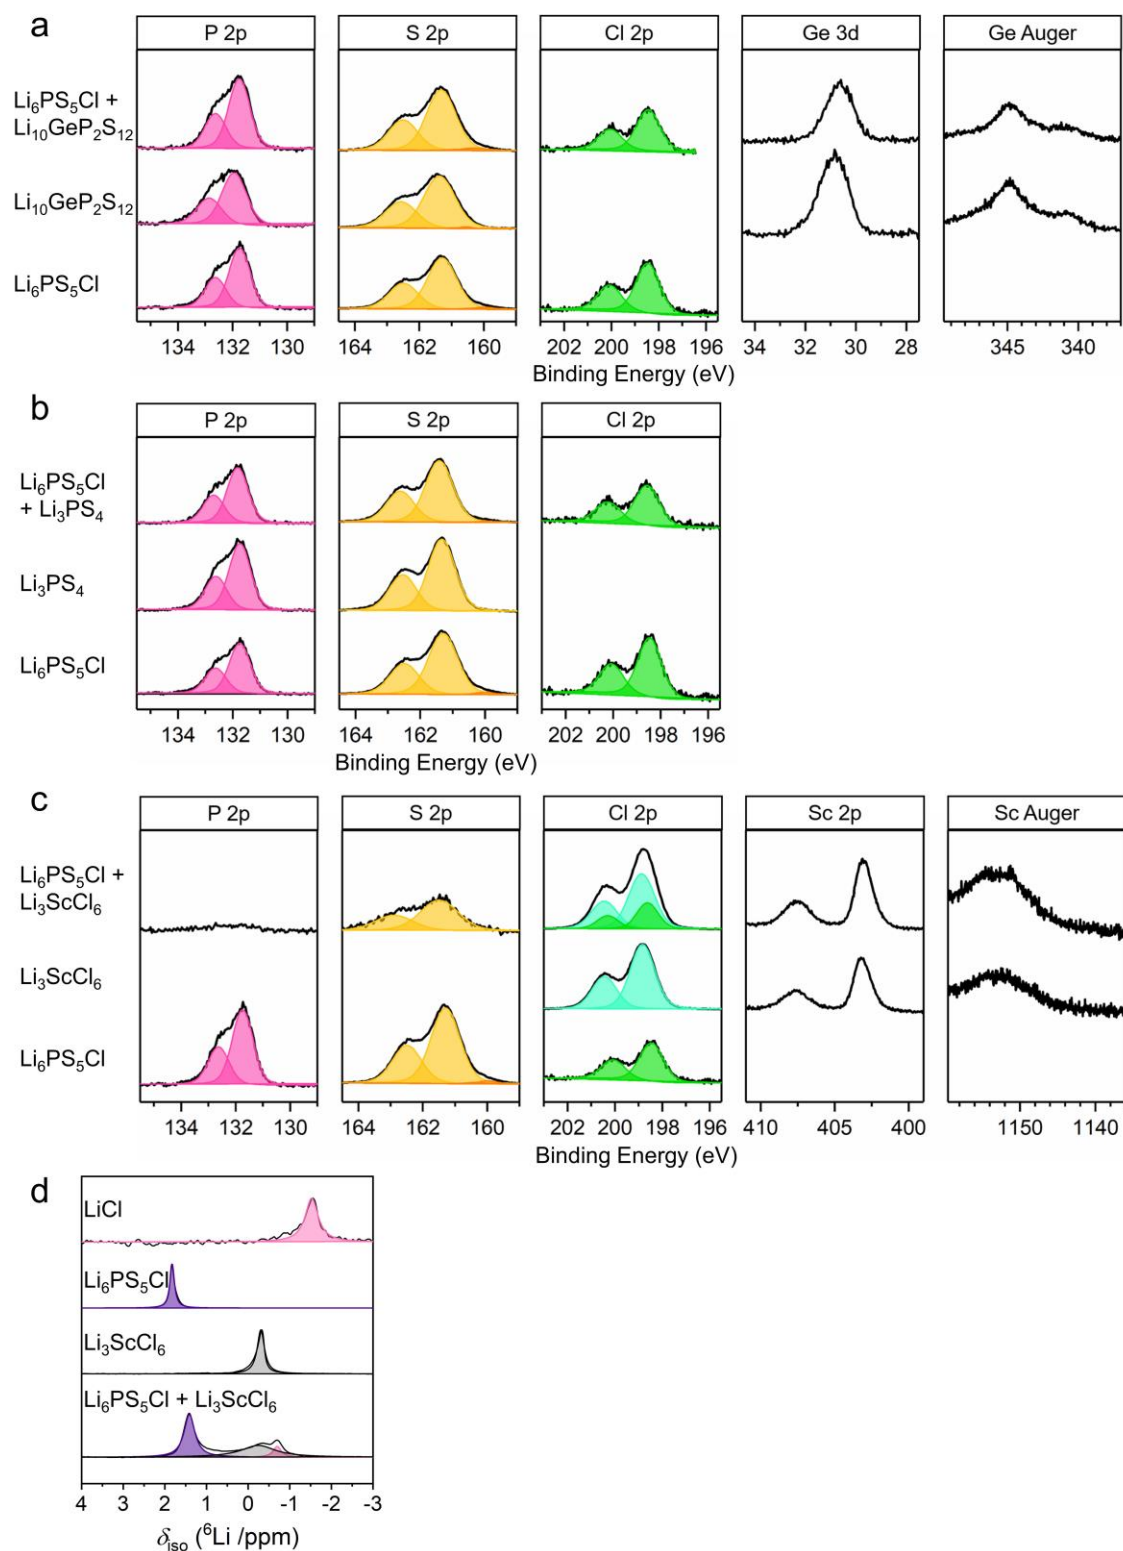 a
P 2p S 2p Cl 2p Ge 3d Ge Auger
Li₆PS₅Cl +
Li₁₀GeP₂S₁₂
Li₁₀GeP₂S₁₂
Li₆PS₅Cl
134 132 130 164 162 160 202 200 198 196 34 32 30 28 345 340
Binding Energy (eV)
b
P 2p S 2p Cl 2p
Li₆PS₅Cl
+ Li₃PS₄
Li₃PS₄
Li₆PS₅Cl
134 132 130 164 162 160 202 200 198 196
Binding Energy (eV)
c
P 2p S 2p Cl 2p Sc 2p Sc Auger
Li₆PS₅Cl +
Li₃ScCl₆
Li₃ScCl₆
Li₆PS₅Cl
134 132 130 164 162 160 202 200 198 196 410 405 400 1150 1140
Binding Energy (eV)
d
LiCl
Li₆PS₅Cl
Li₃ScCl₆
Li₆PS₅Cl + Li₃ScCl₆
4 3 2 1 0 -1 -2 -3
δᵢₛₒ (⁶Li /ppm)